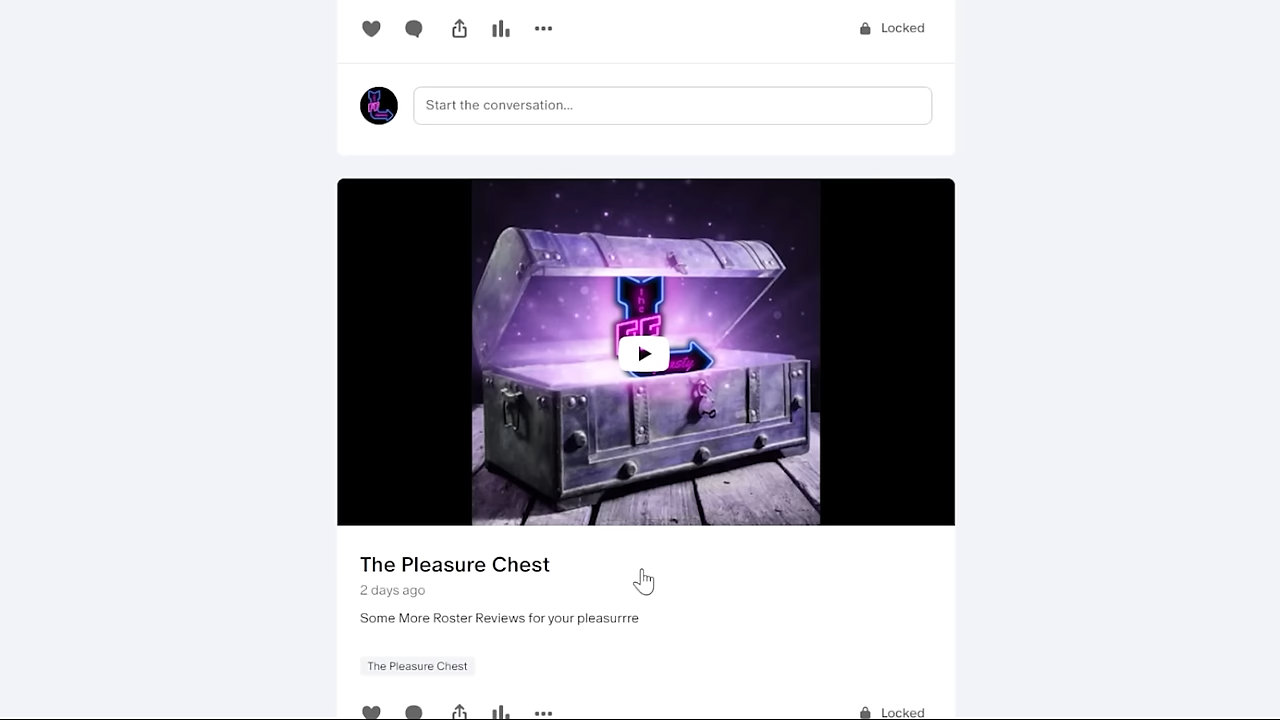 Locked
Start the conversation...
the
The Pleasure Chest
2 days ago
Some More Roster Reviews for your pleasurrre
The Pleasure Chest
Locked